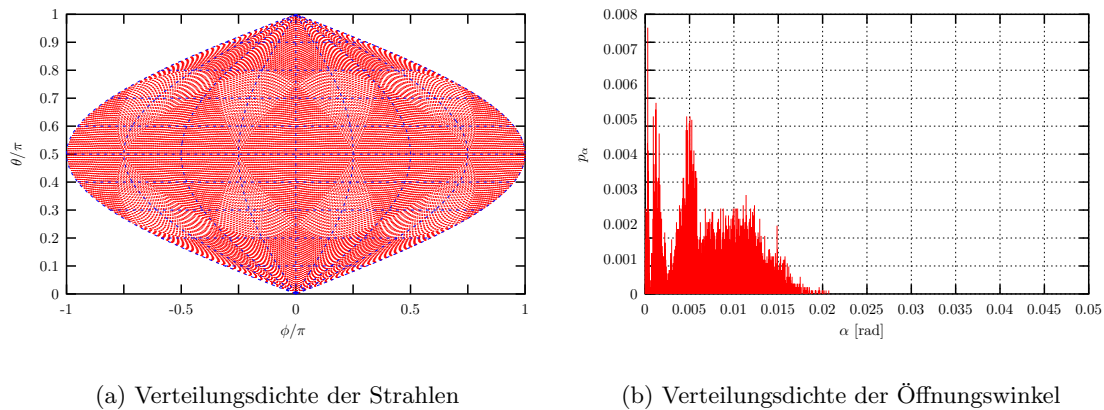 1
0.9
0.8
0.7
0.6
0.5
0.4
0.3
0.2
0.1
0
θ/π
-1 -0.5 0 0.5 1
ϕ/π
0.008
0.007
0.006
0.005
0.004
0.003
0.002
0.001
0
pα
0 0.005 0.01 0.015 0.02 0.025 0.03 0.035 0.04 0.045 0.05
α [rad]
(a) Verteilungsdichte der Strahlen
(b) Verteilungsdichte der Öffnungswinkel